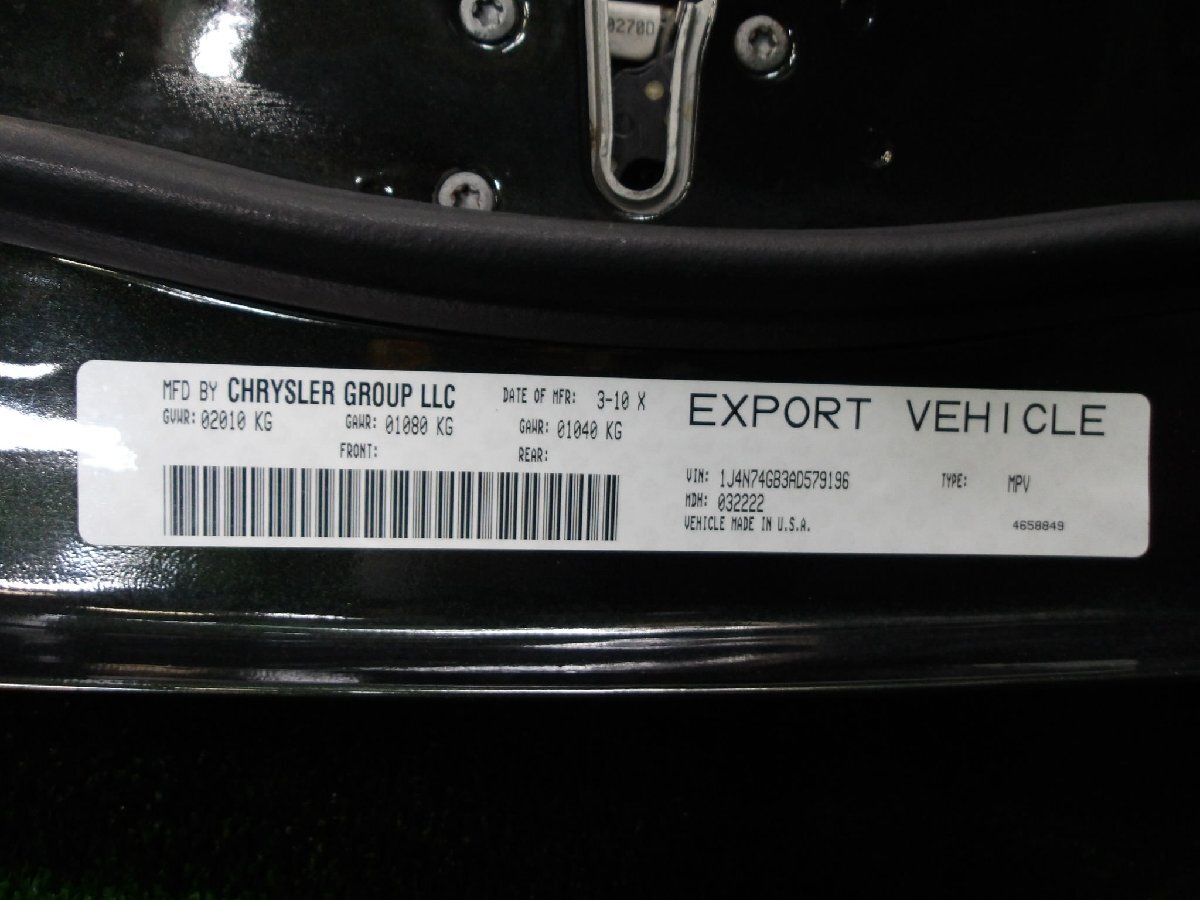 0270D
MFD BY CHRYSLER GROUP LLC DATE OF MFR: 3-10 X
GVWR: 02010 KG GAWR: 01080 KG GAWR: 01040 KG
FRONT: REAR:
EXPORT VEHICLE
VIN: 1J4N74GB3AD579196 TYPE: MPV
MDH: 032222
VEHICLE MADE IN U.S.A. 4658849